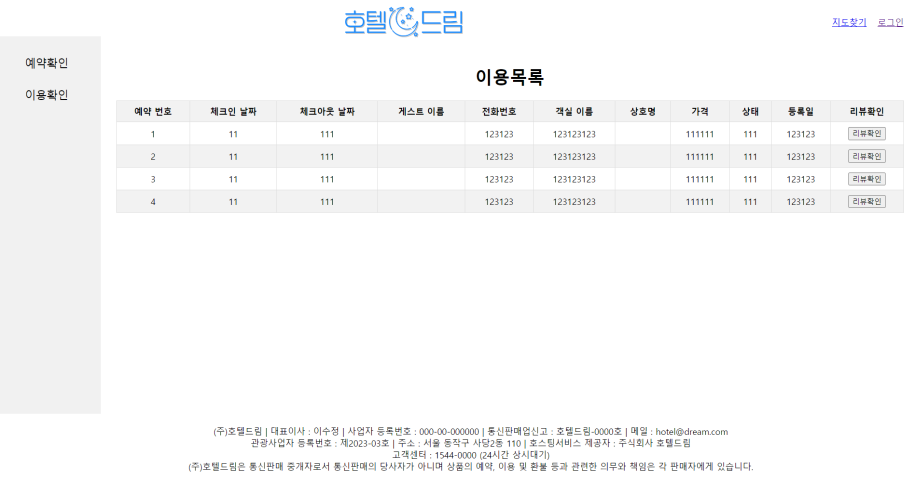 호텔드림
지도찾기 로그인
예약확인
이용확인
이용목록
예약 번호 체크인 날짜 체크아웃 날짜 게스트 이름 전화번호 객실 이름 상호명 가격 상태 등록일 리뷰확인
1 11 111 123123 123123123 111111 111 123123 리뷰확인
2 11 111 123123 123123123 111111 111 123123 리뷰확인
3 11 111 123123 123123123 111111 111 123123 리뷰확인
4 11 111 123123 123123123 111111 111 123123 리뷰확인
(주)호텔드림 | 대표이사 : 이수정 | 사업자 등록번호 : 000-00-000000 | 통신판매업신고 : 호텔드림-0000호 | 메일 : hotel@dream.com
관광사업자 등록번호 : 제2023-03호 | 주소 : 서울 동작구 사당2동 110 | 호스팅서비스 제공자 : 주식회사 호텔드림
고객센터 : 1544-0000 (24시간 상시대기)
(주)호텔드림은 통신판매 중개자로서 통신판매의 당사자가 아니며 상품의 예약, 이용 및 환불 등과 관련한 의무와 책임은 각 판매자에게 있습니다.